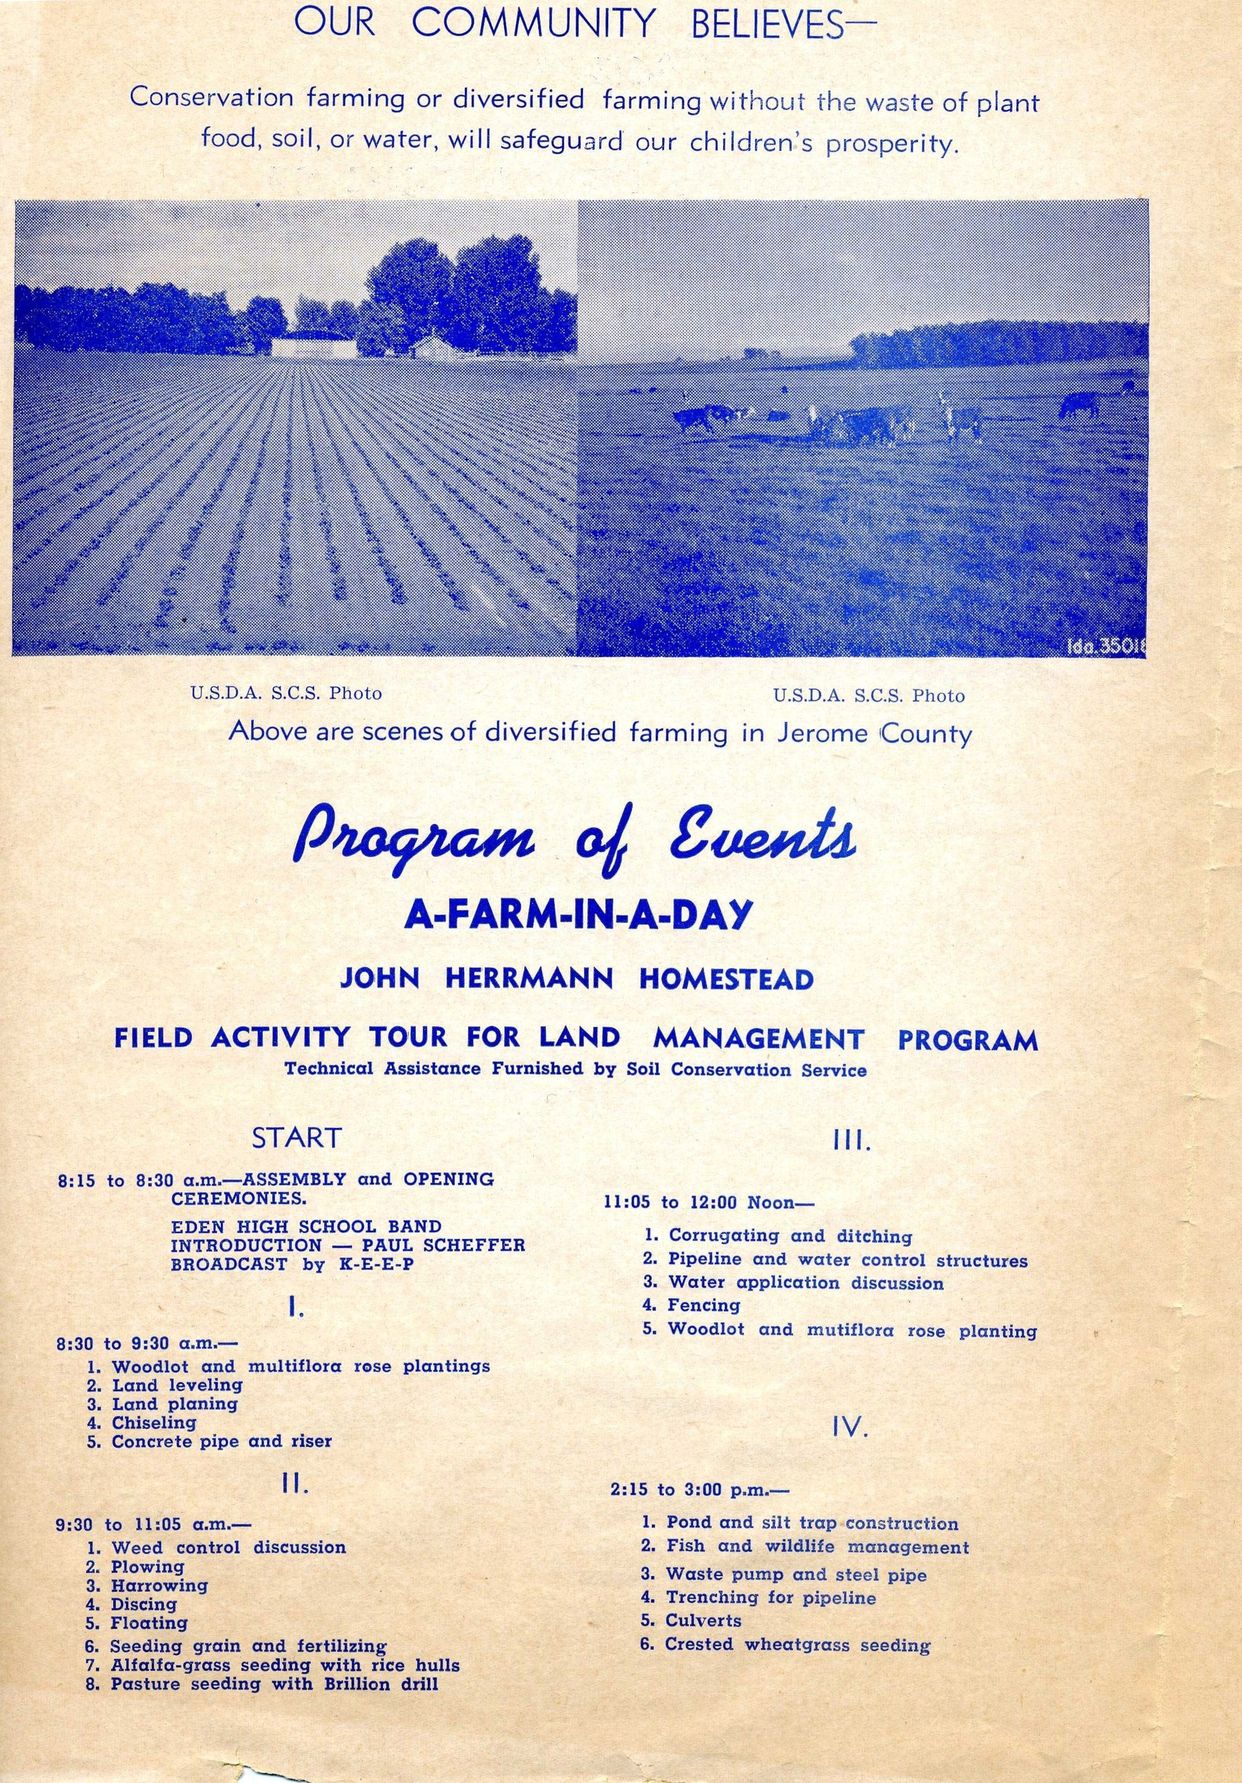 OUR COMMUNITY BELIEVES—
Conservation farming or diversified farming without the waste of plant
food, soil, or water, will safeguard our children's prosperity.
Ida.35018
U.S.D.A. S.C.S. Photo
U.S.D.A. S.C.S. Photo
Above are scenes of diversified farming in Jerome County
Program of Events
A-FARM-IN-A-DAY
JOHN HERRMANN HOMESTEAD
FIELD ACTIVITY TOUR FOR LAND MANAGEMENT PROGRAM
Technical Assistance Furnished by Soil Conservation Service
START
8:15 to 8:30 a.m.—ASSEMBLY and OPENING
CEREMONIES.
EDEN HIGH SCHOOL BAND
INTRODUCTION — PAUL SCHEFFER
BROADCAST by K-E-E-P
I.
8:30 to 9:30 a.m.—
1. Woodlot and multiflora rose plantings
2. Land leveling
3. Land planing
4. Chiseling
5. Concrete pipe and riser
II.
9:30 to 11:05 a.m.—
1. Weed control discussion
2. Plowing
3. Harrowing
4. Discing
5. Floating
6. Seeding grain and fertilizing
7. Alfalfa-grass seeding with rice hulls
8. Pasture seeding with Brillion drill
III.
11:05 to 12:00 Noon—
1. Corrugating and ditching
2. Pipeline and water control structures
3. Water application discussion
4. Fencing
5. Woodlot and mutiflora rose planting
IV.
2:15 to 3:00 p.m.—
1. Pond and silt trap construction
2. Fish and wildlife management
3. Waste pump and steel pipe
4. Trenching for pipeline
5. Culverts
6. Crested wheatgrass seeding